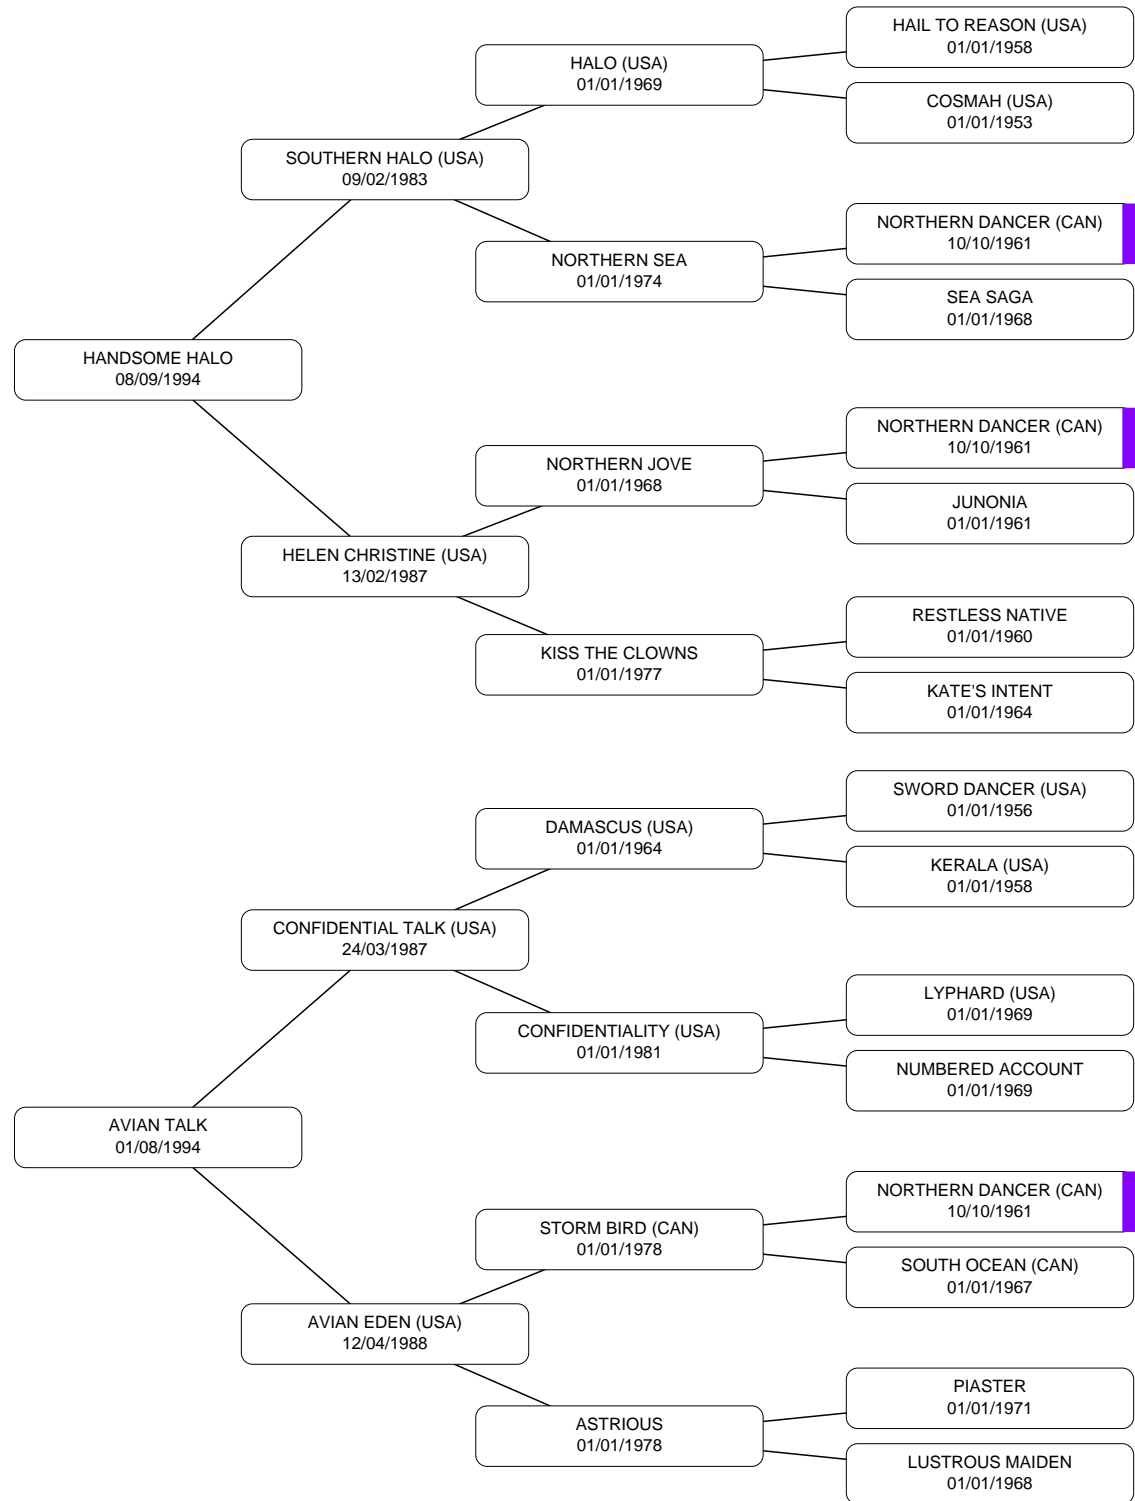 HAIL TO REASON (USA)
01/01/1958
HALO (USA)
01/01/1969
COSMAH (USA)
01/01/1953
SOUTHERN HALO (USA)
09/02/1983
NORTHERN DANCER (CAN)
10/10/1961
NORTHERN SEA
01/01/1974
SEA SAGA
01/01/1968
HANDSOME HALO
08/09/1994
NORTHERN DANCER (CAN)
10/10/1961
NORTHERN JOVE
01/01/1968
JUNONIA
01/01/1961
HELEN CHRISTINE (USA)
13/02/1987
RESTLESS NATIVE
01/01/1960
KISS THE CLOWNS
01/01/1977
KATE'S INTENT
01/01/1964
SWORD DANCER (USA)
01/01/1956
DAMASCUS (USA)
01/01/1964
KERALA (USA)
01/01/1958
CONFIDENTIAL TALK (USA)
24/03/1987
LYPHARD (USA)
01/01/1969
CONFIDENTIALITY (USA)
01/01/1981
NUMBERED ACCOUNT
01/01/1969
AVIAN TALK
01/08/1994
NORTHERN DANCER (CAN)
10/10/1961
STORM BIRD (CAN)
01/01/1978
SOUTH OCEAN (CAN)
01/01/1967
AVIAN EDEN (USA)
12/04/1988
PIASTER
01/01/1971
ASTRIOUS
01/01/1978
LUSTROUS MAIDEN
01/01/1968